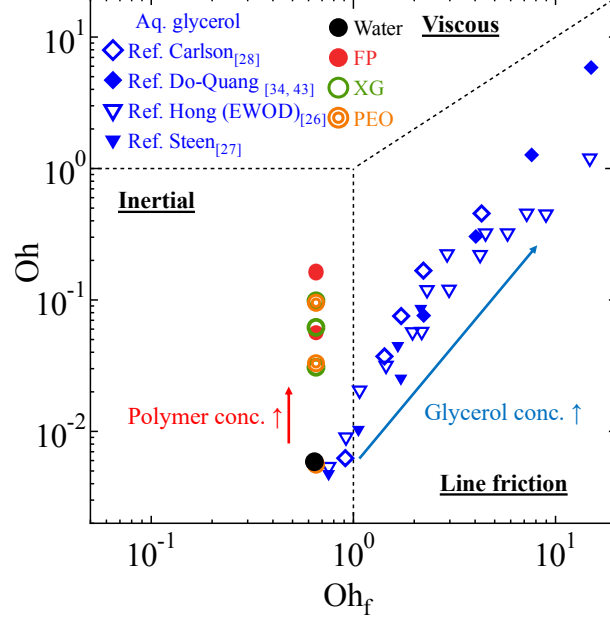 Aq. glycerol
Ref. Carlson[28]
Ref. Do-Quang [34, 43]
Ref. Hong (EWOD)[26]
Ref. Steen[27]
Water
FP
XG
PEO
Viscous
Inertial
Line friction
Polymer conc. ↑
Glycerol conc. ↑
Oh
10^1
10^0
10^-1
10^-2
10^-1
10^0
10^1
Oh_f